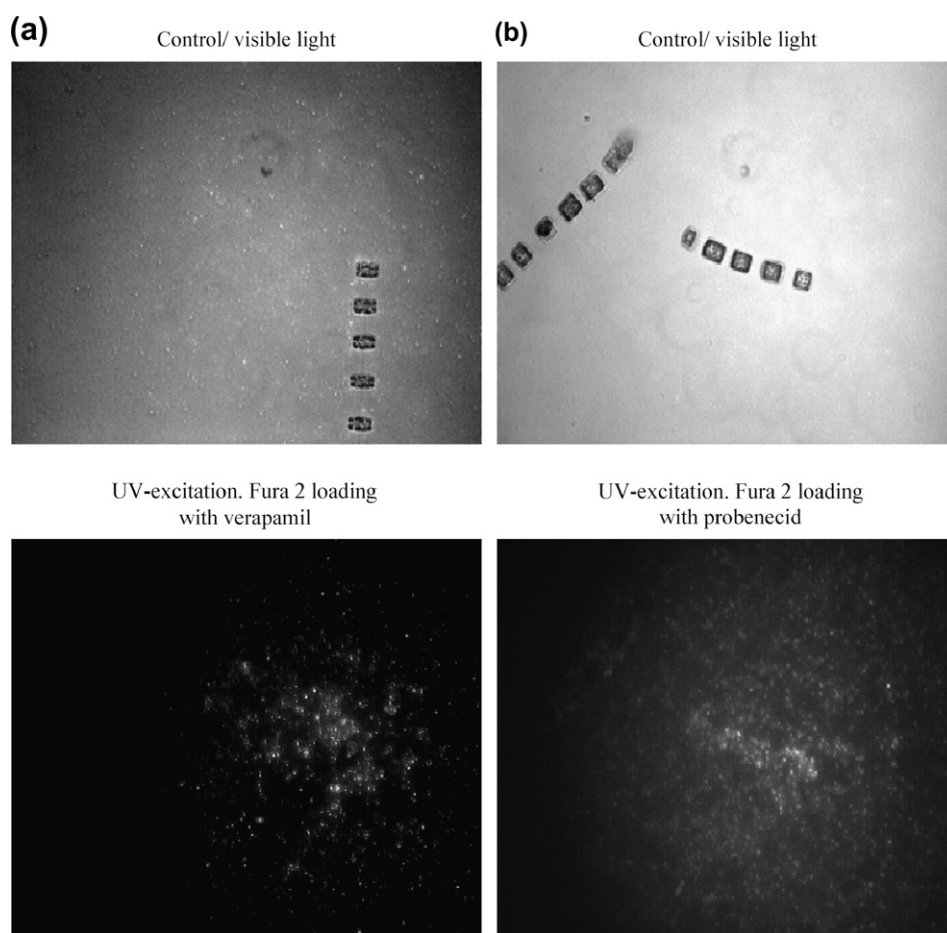 (a)
Control/ visible light
(b)
Control/ visible light
UV-excitation. Fura 2 loading
with verapamil
UV-excitation. Fura 2 loading
with probenecid